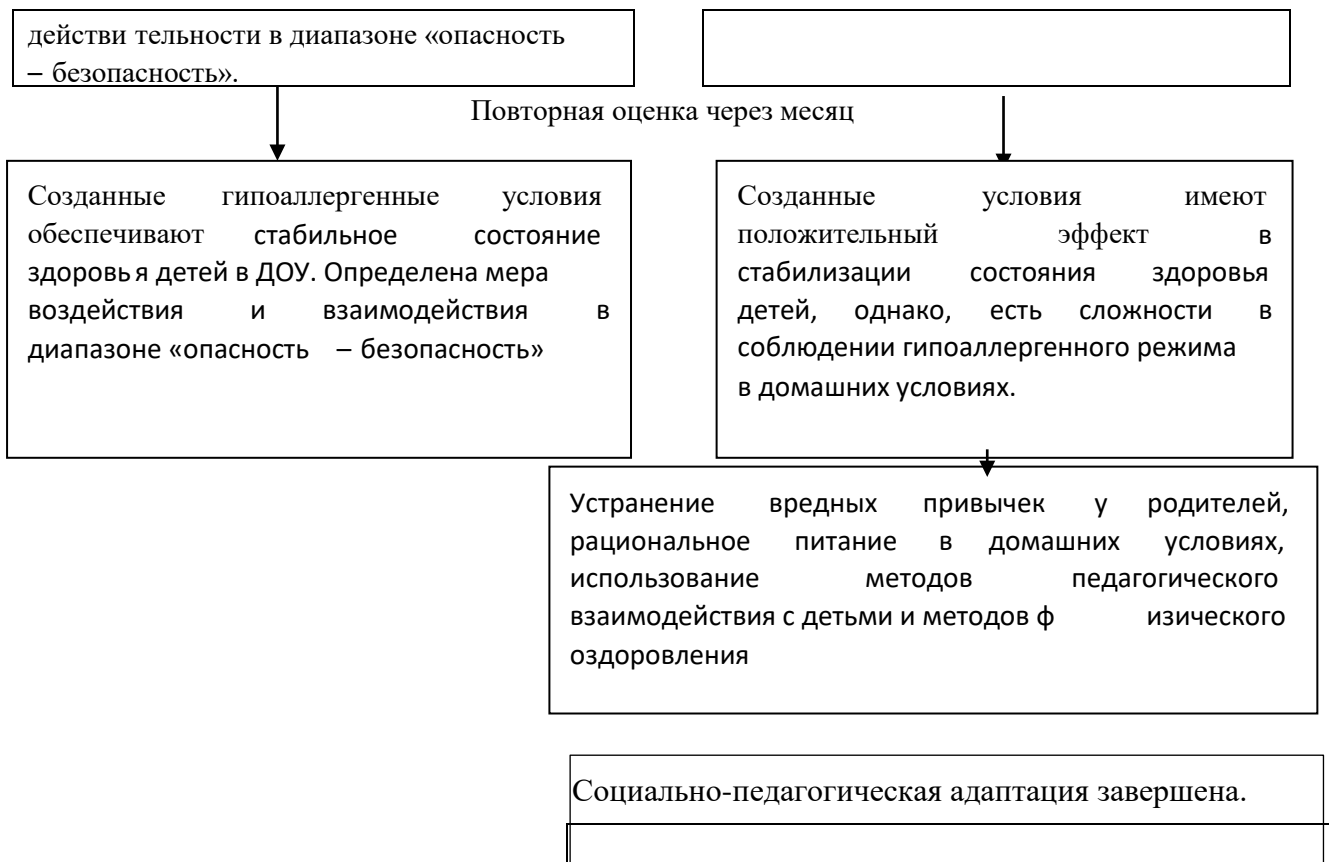 действи тельности в диапазоне «опасность
– безопасность».
Повторная оценка через месяц
Созданные гипоаллергенные условия
обеспечивают стабильное состояние
здоровь я детей в ДОУ. Определена мера
воздействия и взаимодействия в
диапазоне «опасность – безопасность»
Созданные условия имеют
положительный эффект в
стабилизации состояния здоровья
детей, однако, есть сложности в
соблюдении гипоаллергенного режима
в домашних условиях.
Устранение вредных привычек у родителей,
рациональное питание в домашних условиях,
использование методов педагогического
взаимодействия с детьми и методов ф изического
оздоровления
Социально-педагогическая адаптация завершена.